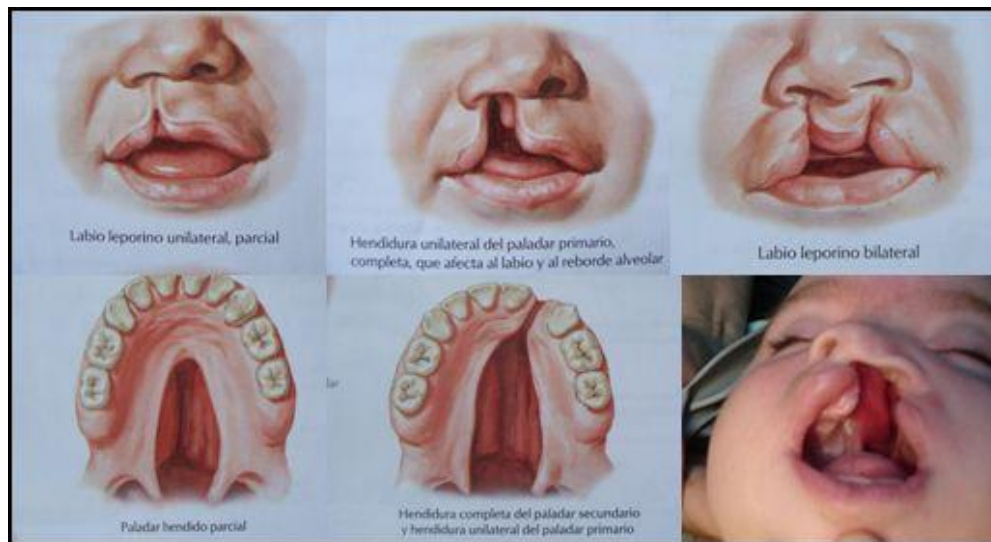 Labio leporino unilateral, parcial
Hendidura unilateral del paladar primario,
completa, que afecta al labio y al reborde alveolar
Labio leporino bilateral
Paladar hendido parcial
Hendidura completa del paladar secundario
y hendidura unilateral del paladar primario